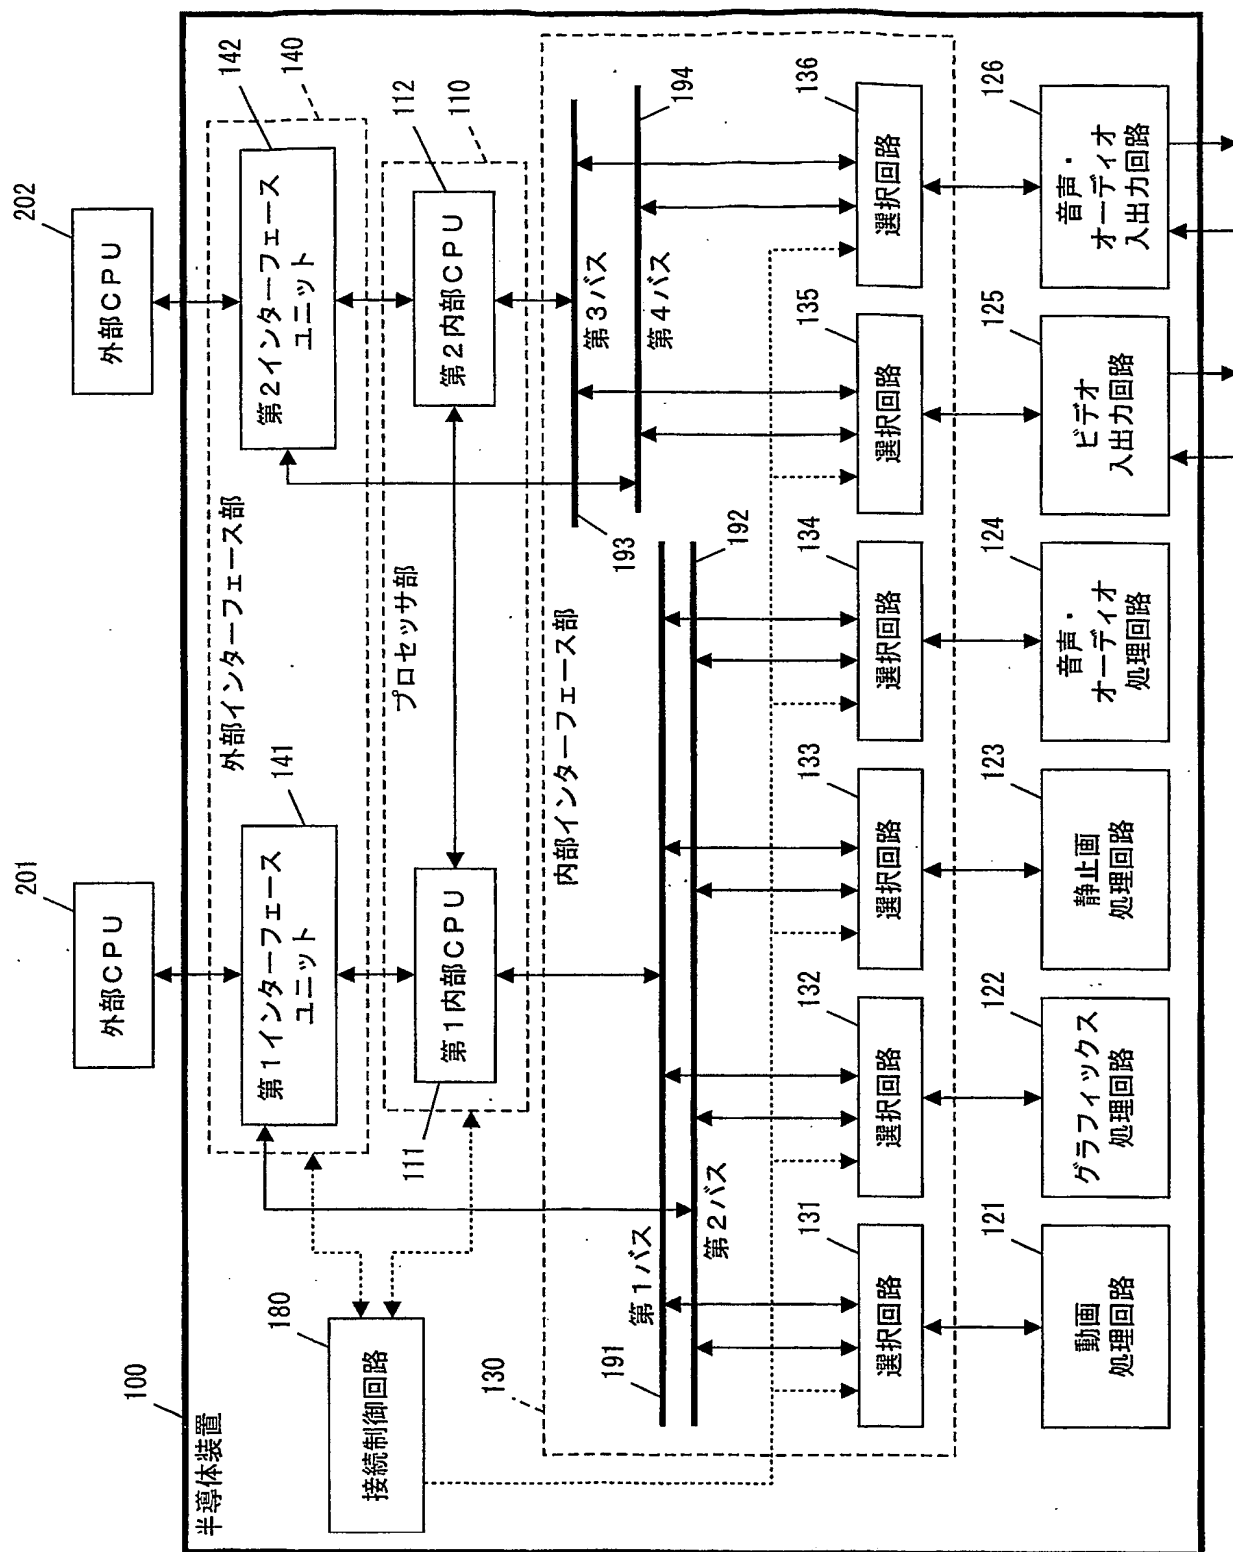 202
201
外部CPU
外部CPU
100
半導体装置
外部インターフェース部
142
140
141
第2インターフェース
ユニット
第1インターフェース
ユニット
180
接続制御回路
プロセッサ部
112
110
第2内部CPU
第1内部CPU
111
130
内部インターフェース部
第3バス
193
194
第4バス
第1バス
191
192
第2バス
131
選択回路
132
選択回路
133
選択回路
134
選択回路
135
選択回路
136
選択回路
121
動画
処理回路
122
グラフィックス
処理回路
123
静止画
処理回路
124
音声・
オーディオ
処理回路
125
ビデオ
入出力回路
126
音声・
オーディオ
入出力回路